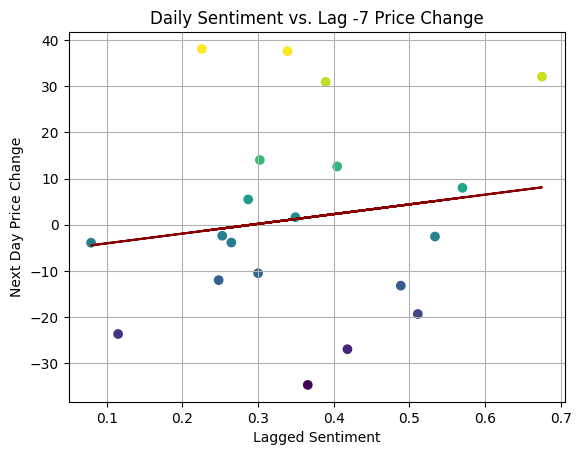 Daily Sentiment vs. Lag -7 Price Change
40
30
20
10
0
−10
−20
−30
Next Day Price Change
0.1 0.2 0.3 0.4 0.5 0.6 0.7
Lagged Sentiment